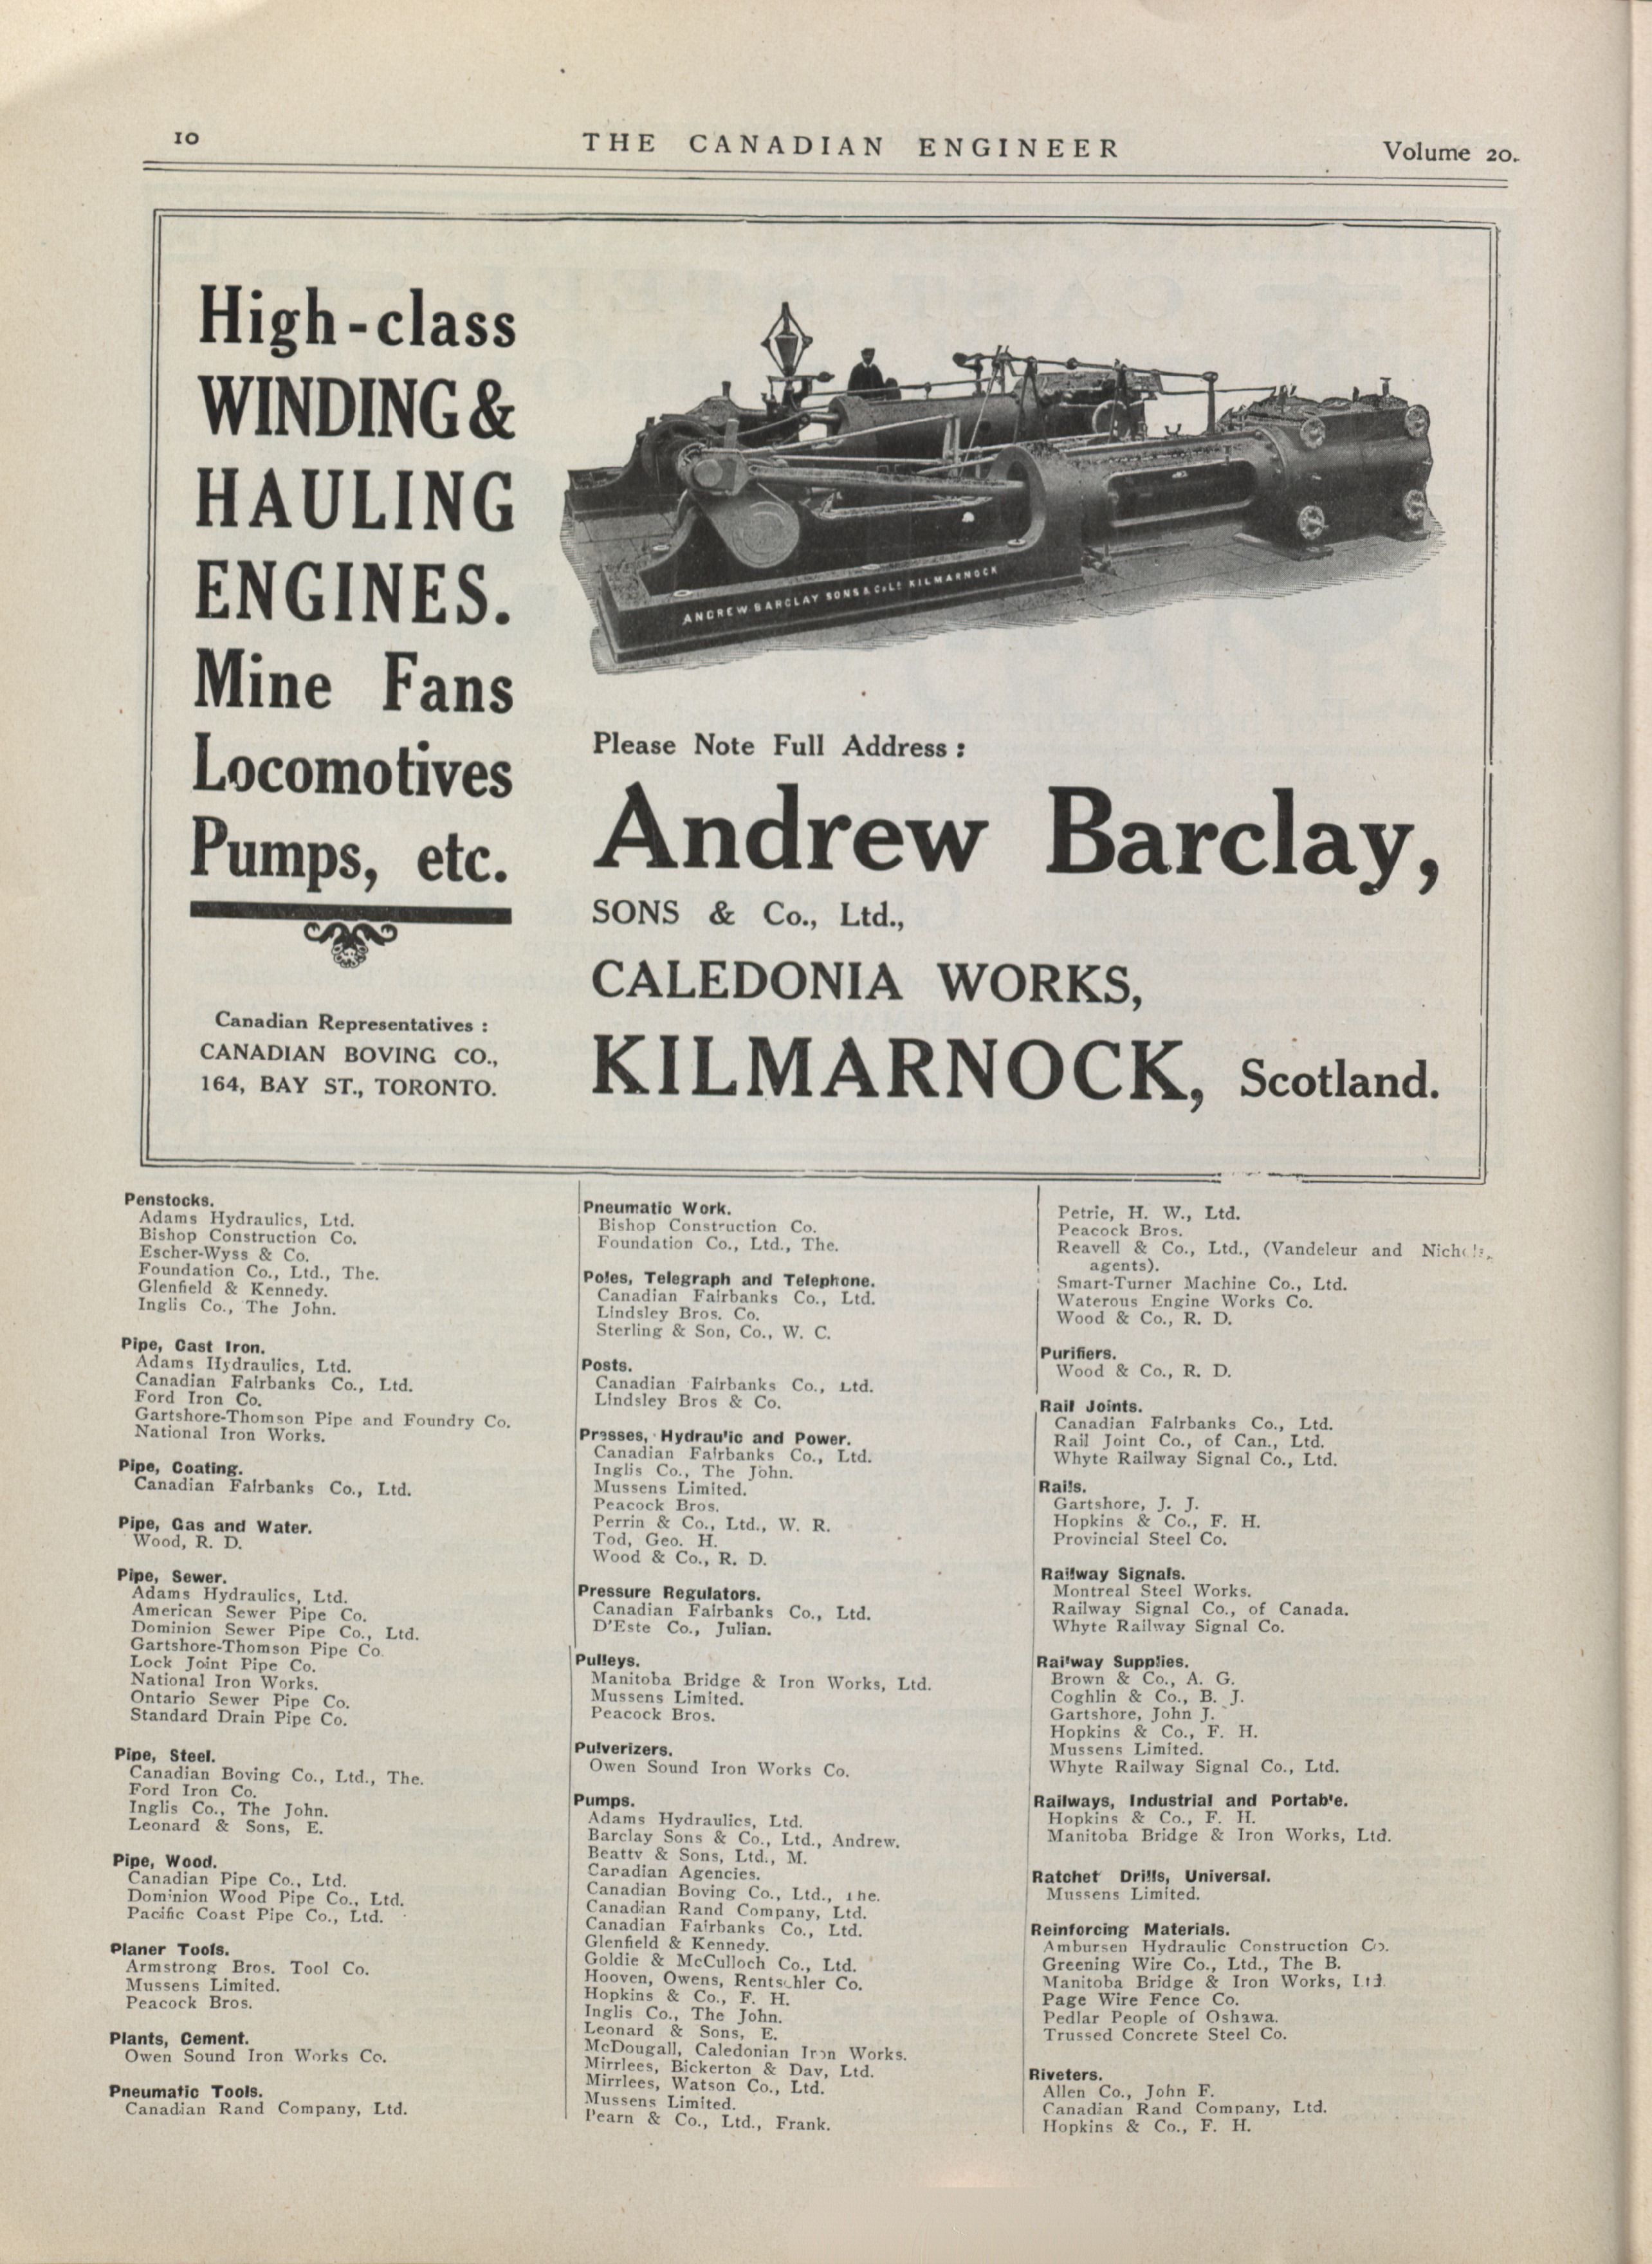 10
THE CANADIAN ENGINEER
Volume 20.
High-class
WINDING &
HAULING
ENGINES.
Mine Fans
Locomotives
Pumps, etc.
Canadian Representatives :
CANADIAN BOVING CO.,
164, BAY ST., TORONTO.
ANDREW BARCLAY SONS & Co. Ld. KILMARNOCK
Please Note Full Address :
Andrew Barclay,
SONS & Co., Ltd.,
CALEDONIA WORKS,
KILMARNOCK, Scotland.
Penstocks.
Adams Hydraulics, Ltd.
Bishop Construction Co.
Escher-Wyss & Co.
Foundation Co., Ltd., The.
Glenfield & Kennedy.
Inglis Co., The John.
Pipe, Cast Iron.
Adams Hydraulics, Ltd.
Canadian Fairbanks Co., Ltd.
Ford Iron Co.
Gartshore-Thomson Pipe and Foundry Co.
National Iron Works.
Pipe, Coating.
Canadian Fairbanks Co., Ltd.
Pipe, Gas and Water.
Wood, R. D.
Pipe, Sewer.
Adams Hydraulics, Ltd.
American Sewer Pipe Co.
Dominion Sewer Pipe Co., Ltd.
Gartshore-Thomson Pipe Co.
Lock Joint Pipe Co.
National Iron Works.
Ontario Sewer Pipe Co.
Standard Drain Pipe Co.
Pipe, Steel.
Canadian Boving Co., Ltd., The.
Ford Iron Co.
Inglis Co., The John.
Leonard & Sons, E.
Pipe, Wood.
Canadian Pipe Co., Ltd.
Dominion Wood Pipe Co., Ltd.
Pacific Coast Pipe Co., Ltd.
Planer Tools.
Armstrong Bros. Tool Co.
Mussens Limited.
Peacock Bros.
Plants, Cement.
Owen Sound Iron Works Co.
Pneumatic Tools.
Canadian Rand Company, Ltd.
Pneumatic Work.
Bishop Construction Co.
Foundation Co., Ltd., The.
Poles, Telegraph and Telephone.
Canadian Fairbanks Co., Ltd.
Lindsley Bros. Co.
Sterling & Son, Co., W. C.
Posts.
Canadian Fairbanks Co., Ltd.
Lindsley Bros & Co.
Presses, Hydraulic and Power.
Canadian Fairbanks Co., Ltd.
Inglis Co., The John.
Mussens Limited.
Peacock Bros.
Perrin & Co., Ltd., W. R.
Tod, Geo. H.
Wood & Co., R. D.
Pressure Regulators.
Canadian Fairbanks Co., Ltd.
D'Este Co., Julian.
Pulleys.
Manitoba Bridge & Iron Works, Ltd.
Mussens Limited.
Peacock Bros.
Pulverizers.
Owen Sound Iron Works Co.
Pumps.
Adams Hydraulics, Ltd.
Barclay Sons & Co., Ltd., Andrew.
Beatty & Sons, Ltd., M.
Canadian Agencies.
Canadian Boving Co., Ltd., The.
Canadian Rand Company, Ltd.
Canadian Fairbanks Co., Ltd.
Glenfield & Kennedy.
Goldie & McCulloch Co., Ltd.
Hooven, Owens, Rentschler Co.
Hopkins & Co., F. H.
Inglis Co., The John.
Leonard & Sons, E.
McDougall, Caledonian Iron Works.
Mirrlees, Bickerton & Day, Ltd.
Mirrlees, Watson Co., Ltd.
Mussens Limited.
Pearn & Co., Ltd., Frank.
Petrie, H. W., Ltd.
Peacock Bros.
Reavell & Co., Ltd., (Vandeleur and Nichols,
agents).
Smart-Turner Machine Co., Ltd.
Waterous Engine Works Co.
Wood & Co., R. D.
Purifiers.
Wood & Co., R. D.
Rail Joints.
Canadian Fairbanks Co., Ltd.
Rail Joint Co., of Can., Ltd.
Whyte Railway Signal Co., Ltd.
Rails.
Gartshore, J. J.
Hopkins & Co., F. H.
Provincial Steel Co.
Railway Signals.
Montreal Steel Works.
Railway Signal Co., of Canada.
Whyte Railway Signal Co.
Railway Supplies.
Brown & Co., A. G.
Coghlin & Co., B. J.
Gartshore, John J.
Hopkins & Co., F. H.
Mussens Limited.
Whyte Railway Signal Co., Ltd.
Railways, Industrial and Portable.
Hopkins & Co., F. H.
Manitoba Bridge & Iron Works, Ltd.
Ratchet Drills, Universal.
Mussens Limited.
Reinforcing Materials.
Ambursen Hydraulic Construction Co.
Greening Wire Co., Ltd., The B.
Manitoba Bridge & Iron Works, Ltd.
Page Wire Fence Co.
Pedlar People of Oshawa.
Trussed Concrete Steel Co.
Riveters.
Allen Co., John F.
Canadian Rand Company, Ltd.
Hopkins & Co., F. H.